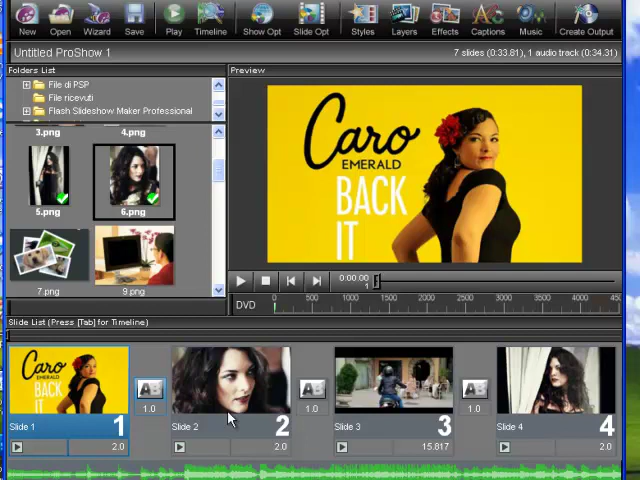 New Open Wizard Save Play Timeline Show Opt Slide Opt Styles Layers Effects Captions Music Create Output
Untitled ProShow 1 7 slides (0:33.81), 1 audio track (0:34.31)
Folders List
File di PSP
File ricevuti
Flash Slideshow Maker Professional
3.png 4.png
5.png 6.png
7.png 9.png
Preview
Caro
EMERALD
BACK
IT
0:00.00
1
DVD 0 500 1000 1500 2000 2500 3000 3500 4000 450
Slide List (Press [Tab] for Timeline)
Caro
EMERALD
BACK
IT
AB AB AB
1.0 1.0 1.0
Slide 1 1 Slide 2 2 Slide 3 3 Slide 4 4
2.0 2.0 15.817 2.0